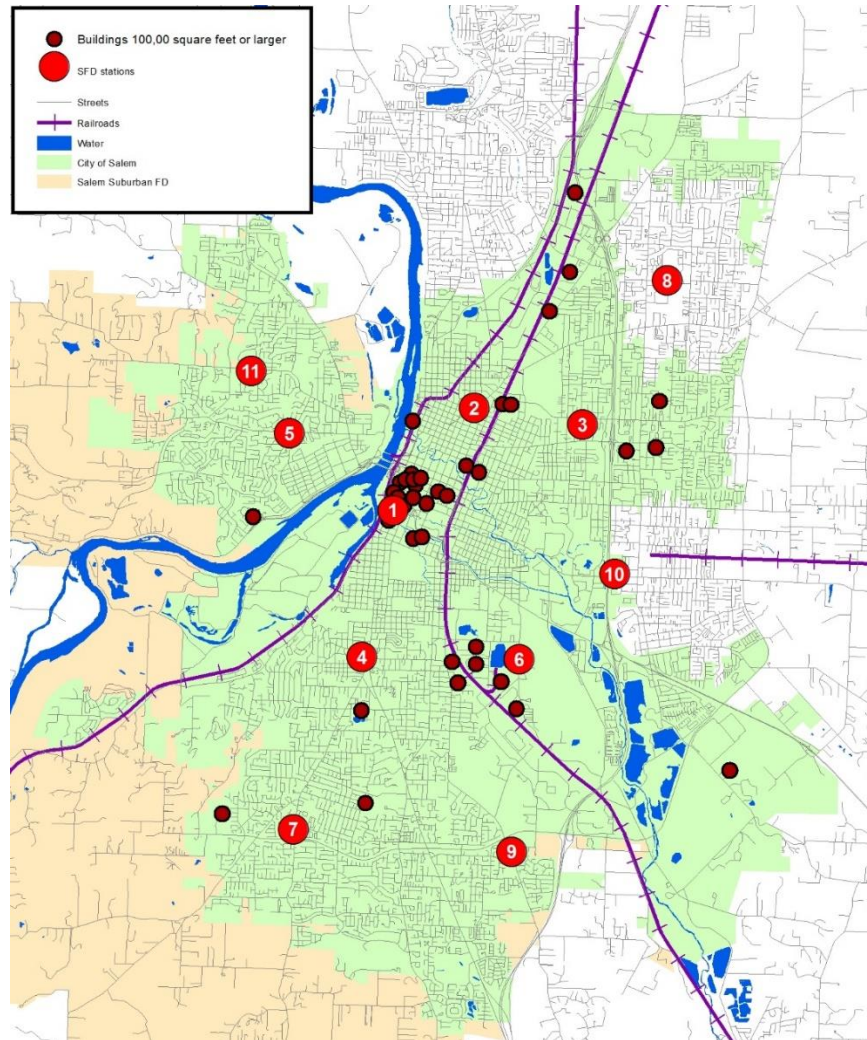 Buildings 100,00 square feet or larger
SFD stations
Streets
Railroads
Water
City of Salem
Salem Suburban FD
8
11
2
3
5
1
10
4
6
7
9